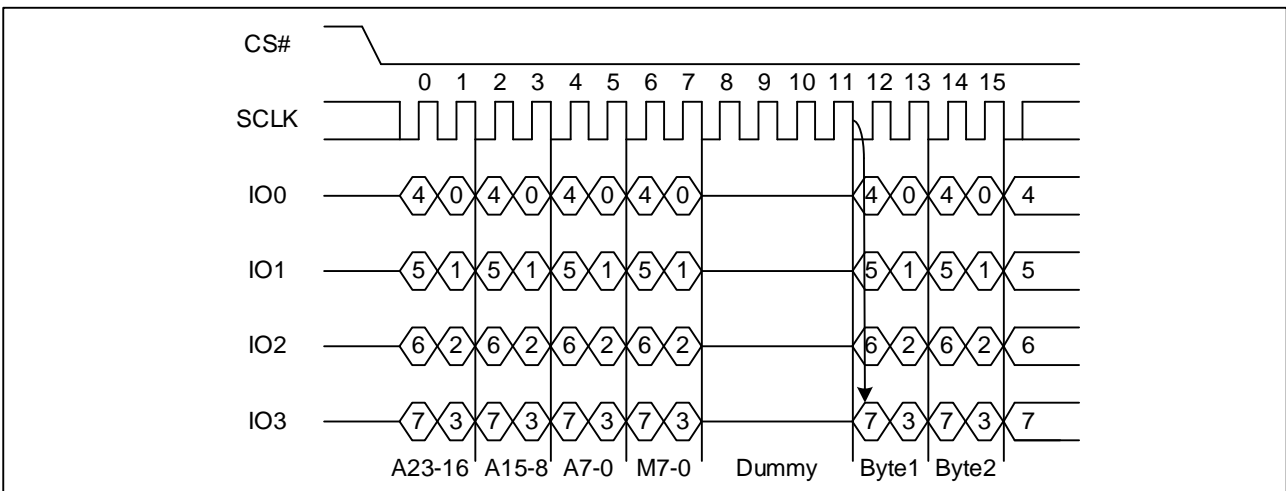 CS#
0 1 2 3 4 5 6 7 8 9 10 11 12 13 14 15
SCLK
IO0 4 0 4 0 4 0 4 0 4 0 4 0 4
IO1 5 1 5 1 5 1 5 1 5 1 5 1 5
IO2 6 2 6 2 6 2 6 2 6 2 6 2 6
IO3 7 3 7 3 7 3 7 3 7 3 7 3 7
A23-16 A15-8 A7-0 M7-0 Dummy Byte1 Byte2